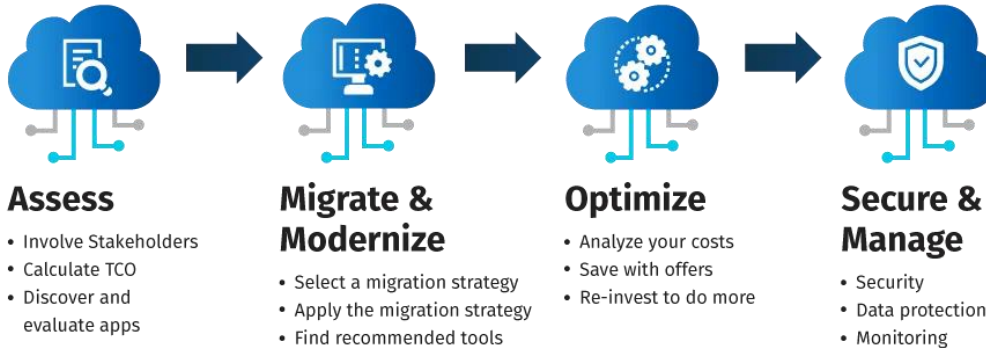 Assess
• Involve Stakeholders
• Calculate TCO
• Discover and
evaluate apps
Migrate &
Modernize
• Select a migration strategy
• Apply the migration strategy
• Find recommended tools
Optimize
• Analyze your costs
• Save with offers
• Re-invest to do more
Secure &
Manage
• Security
• Data protection
• Monitoring